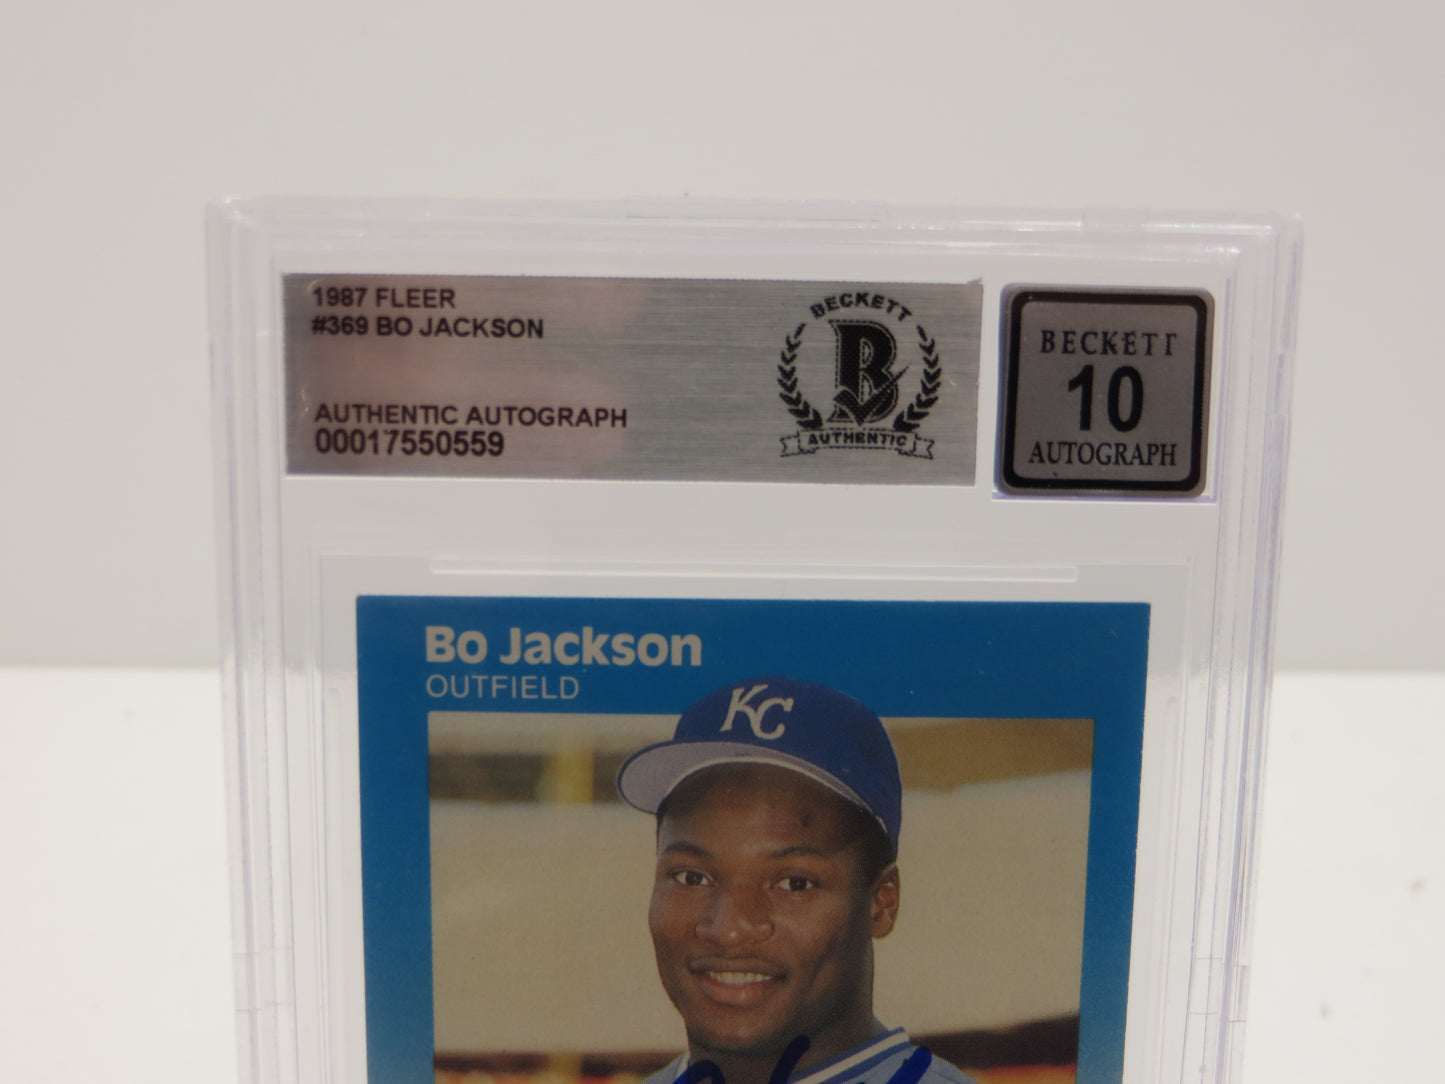 1987 FLEER
#369 BO JACKSON
AUTHENTIC AUTOGRAPH
00017550559
BECKETT
B
AUTHENTIC
BECKETT
10
AUTOGRAPH
Bo Jackson
OUTFIELD
KC